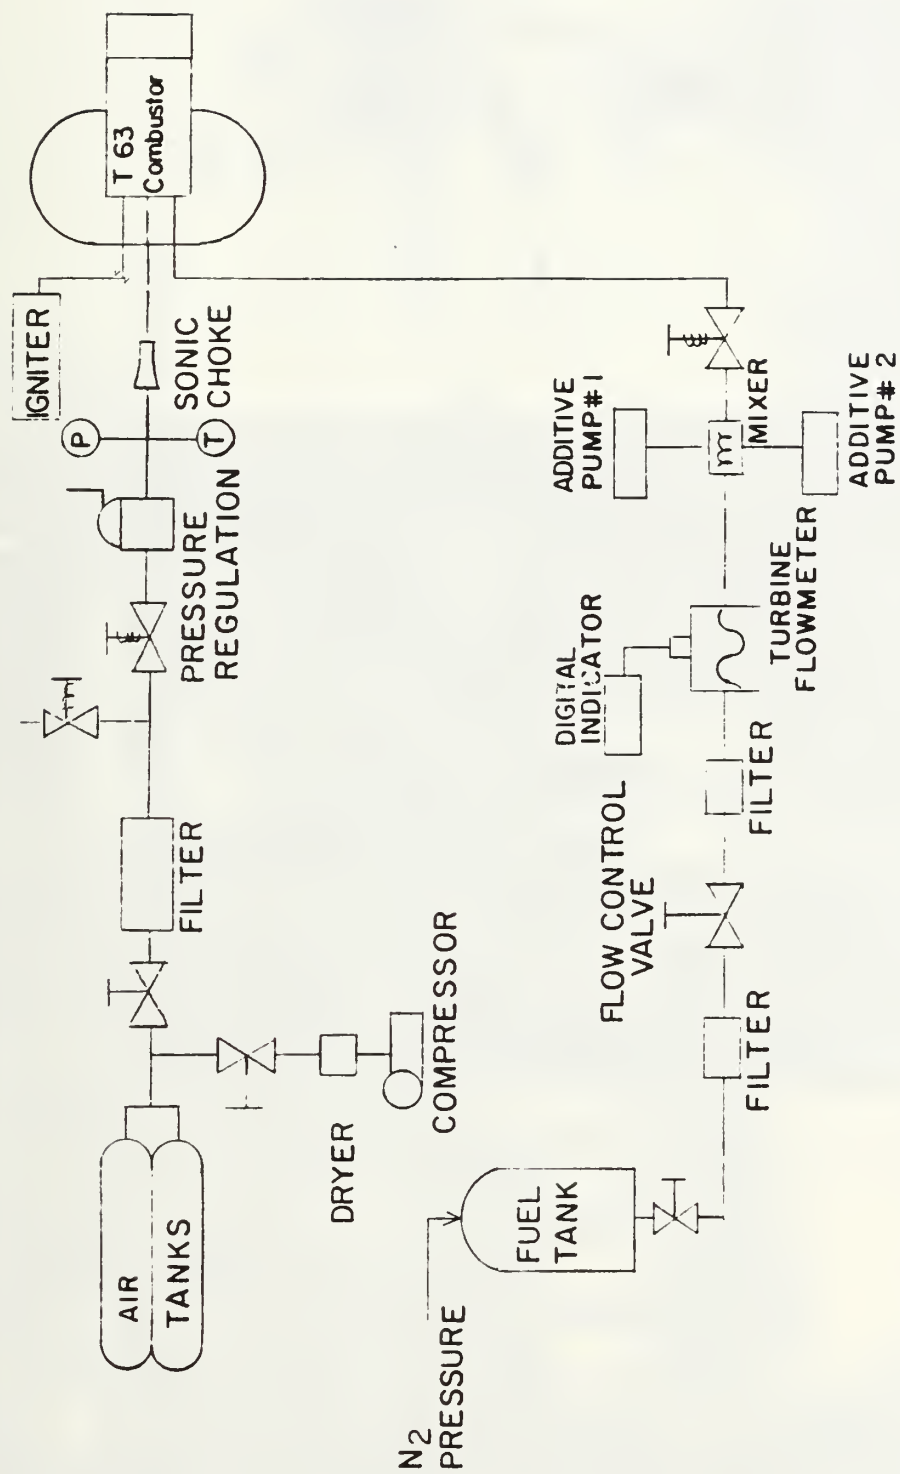 AIR
TANKS
DRYER
COMPRESSOR
FILTER
PRESSURE
REGULATION
P
T
SONIC
CHOKE
IGNITER
T 63
Combustor
N2
PRESSURE
FUEL
TANK
FILTER
FLOW CONTROL
VALVE
FILTER
DIGITAL
INDICATOR
TURBINE
FLOWMETER
ADDITIVE
PUMP#1
MIXER
ADDITIVE
PUMP#2